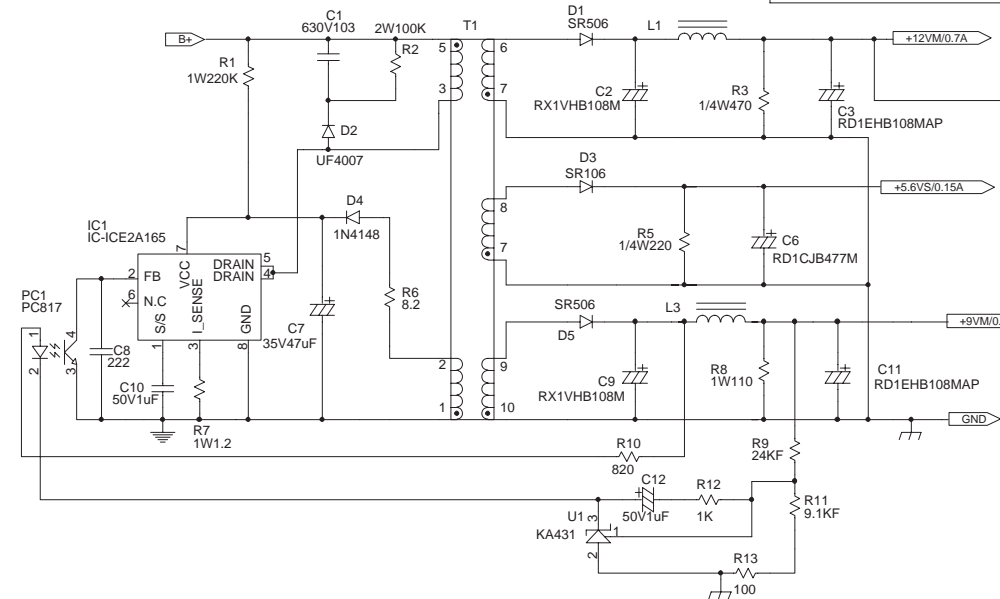 B+
R1
1W220K
C1
630V103
2W100K
R2
D2
UF4007
T1
5
3
6
7
D1
SR506
L1
+12VM/0.7A
C2
RX1VHB108M
R3
1/4W470
C3
RD1EHB108MAP
D3
SR106
+5.6VS/0.15A
8
7
R5
1/4W220
C6
RD1CJB477M
D4
1N4148
IC1
IC-ICE2A165
7
VCC
DRAIN
DRAIN
5
4
2
FB
6
N.C
S/S
I_SENSE
GND
1
3
8
PC1
PC817
1
2
4
3
C8
222
C10
50V1uF
R7
1W1.2
C7
35V47uF
R6
8.2
2
1
9
10
SR506
D5
L3
+9VM/0.
C9
RX1VHB108M
R8
1W110
C11
RD1EHB108MAP
GND
R10
820
R9
24KF
C12
50V1uF
R12
1K
R11
9.1KF
U1
KA431
3
1
2
R13
100